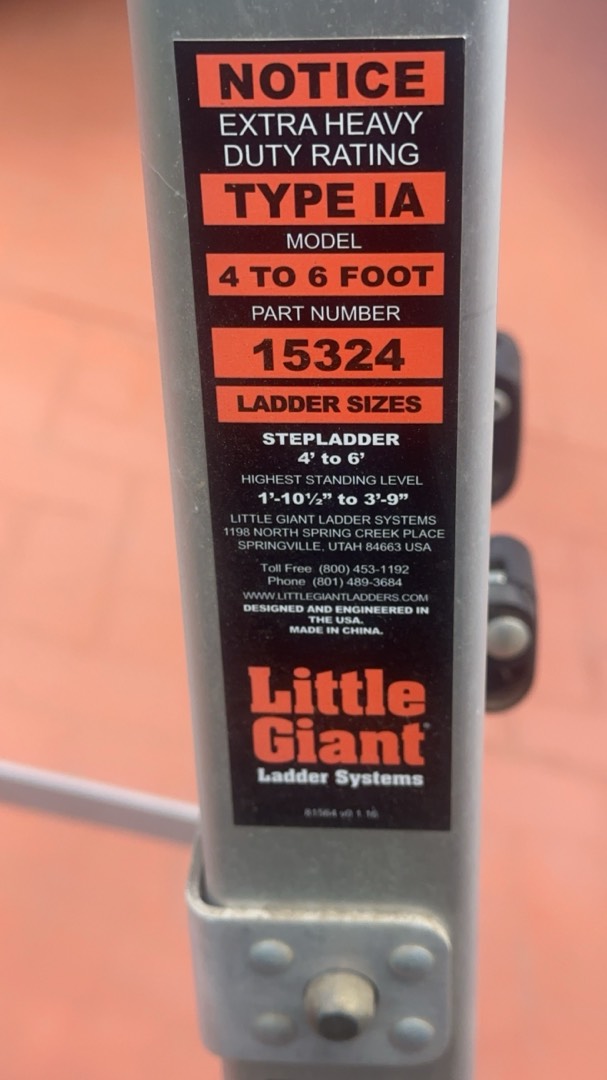 NOTICE
EXTRA HEAVY
DUTY RATING
TYPE IA
MODEL
4 TO 6 FOOT
PART NUMBER
15324
LADDER SIZES
STEPLADDER
4' to 6'
HIGHEST STANDING LEVEL
1'-10½" to 3'-9"
LITTLE GIANT LADDER SYSTEMS
1198 NORTH SPRING CREEK PLACE
SPRINGVILLE, UTAH 84663 USA
Toll Free (800) 453-1192
Phone (801) 489-3684
WWW.LITTLEGIANTLADDERS.COM
DESIGNED AND ENGINEERED IN
THE USA.
MADE IN CHINA.
Little
Giant
Ladder Systems